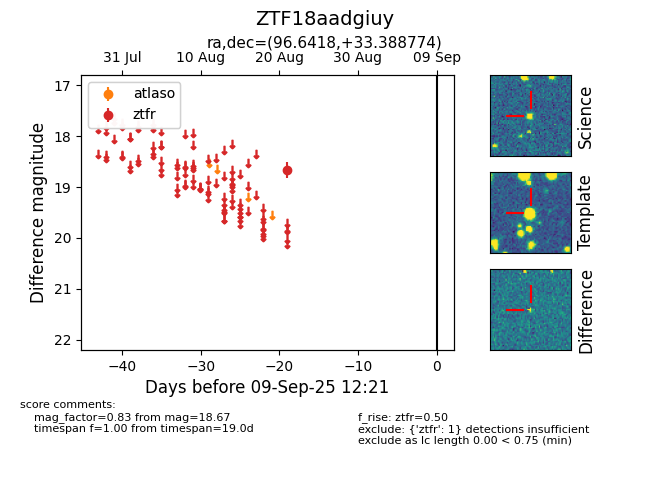 ZTF18aadgiuy
ra,dec=(96.6418,+33.388774)
31 Jul 10 Aug 20 Aug 30 Aug 09 Sep
atlaso
ztfr
17
18
19
20
21
22
Difference magnitude
−40 −30 −20 −10 0
Days before 09-Sep-25 12:21
Science
Template
Difference
score comments:
mag_factor=0.83 from mag=18.67
timespan f=1.00 from timespan=19.0d
f_rise: ztfr=0.50
exclude: {'ztfr': 1} detections insufficient
exclude as lc length 0.00 < 0.75 (min)